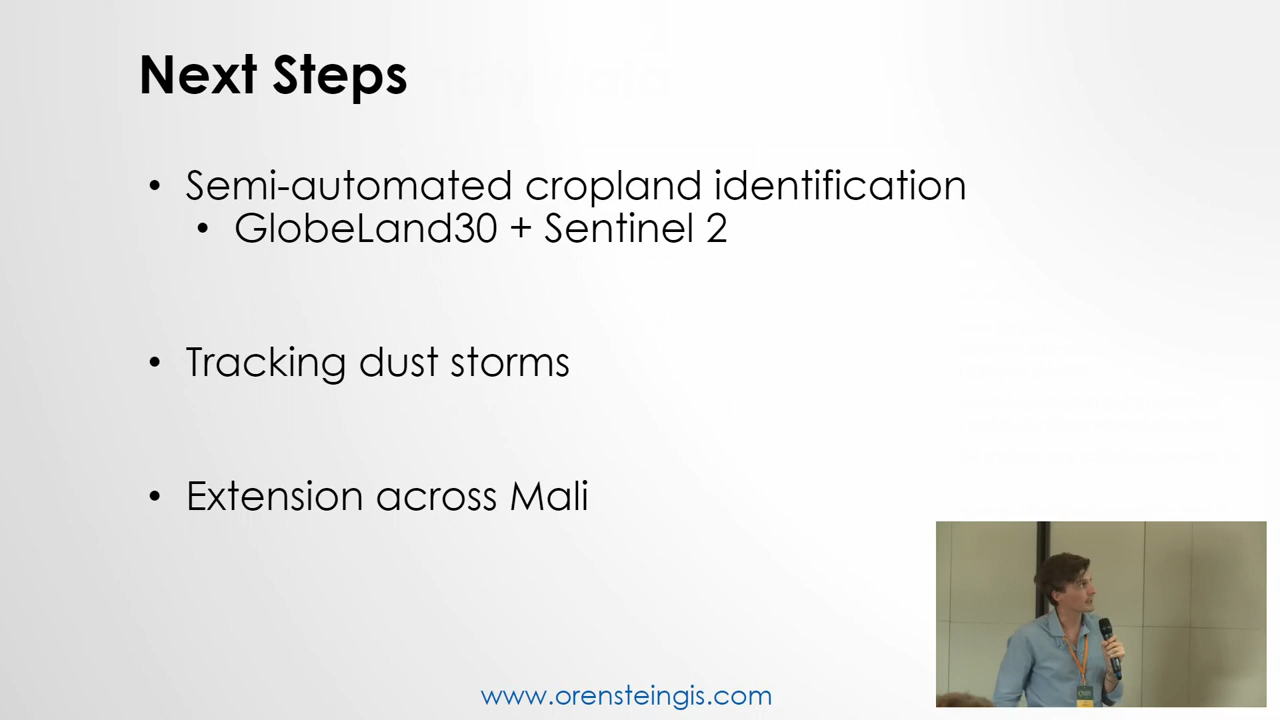 Next Steps
• Semi-automated cropland identification
• GlobeLand30 + Sentinel 2
• Tracking dust storms
• Extension across Mali
www.orensteingis.com